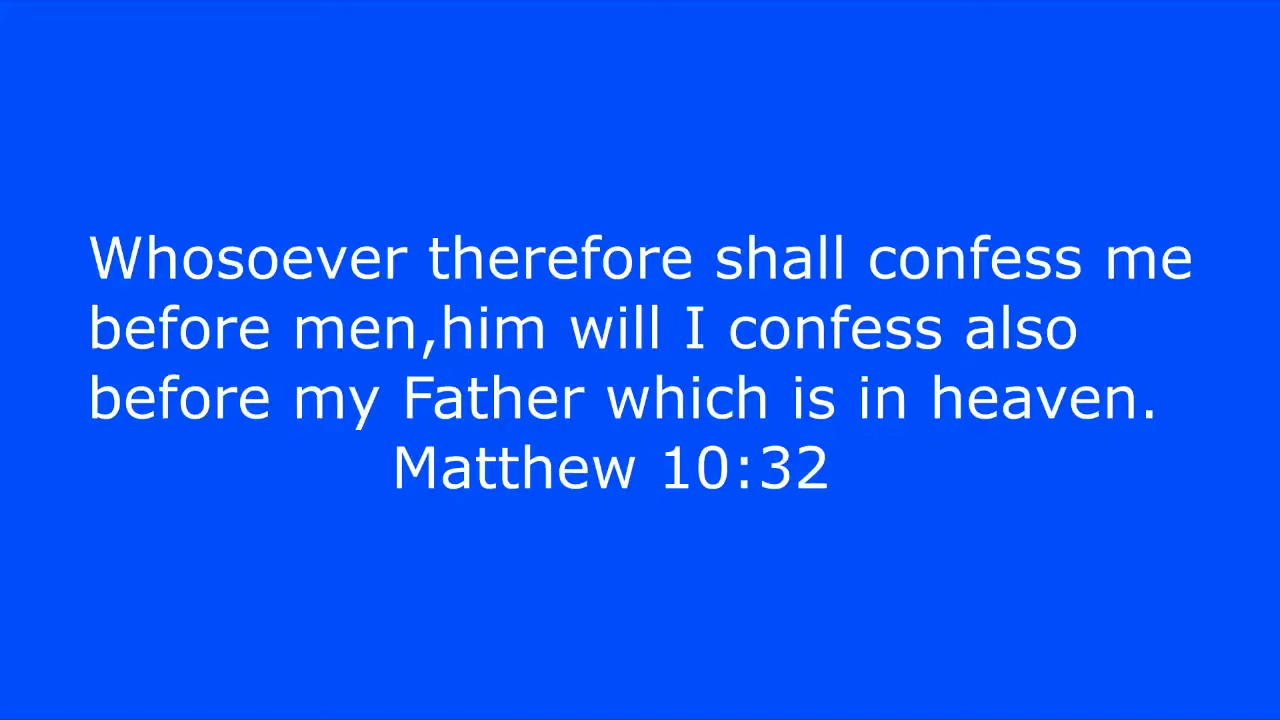 Whosoever therefore shall confess me
before men,him will I confess also
before my Father which is in heaven.
Matthew 10:32